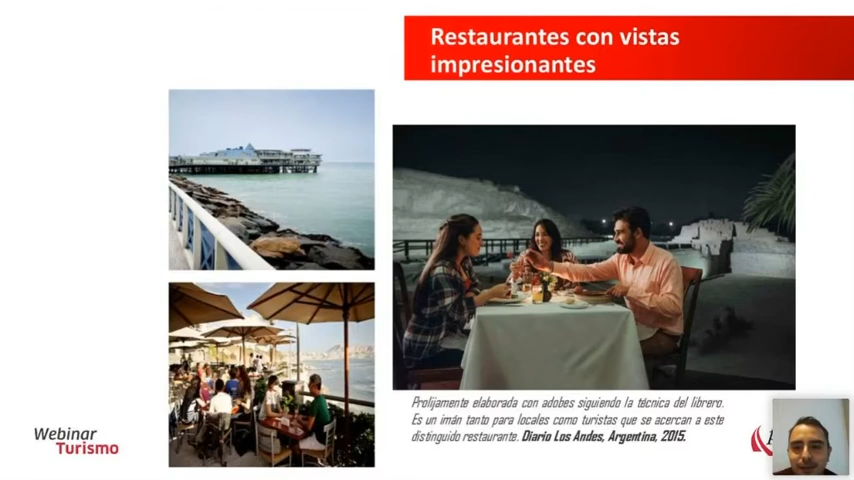 Restaurantes con vistas
impresionantes
Prolijamente elaborada con adobes siguiendo la técnica del librero.
Es un imán tanto para locales como turistas que se acercan a este
distinguido restaurante. Diario Los Andes, Argentina, 2015.
Webinar
Turismo